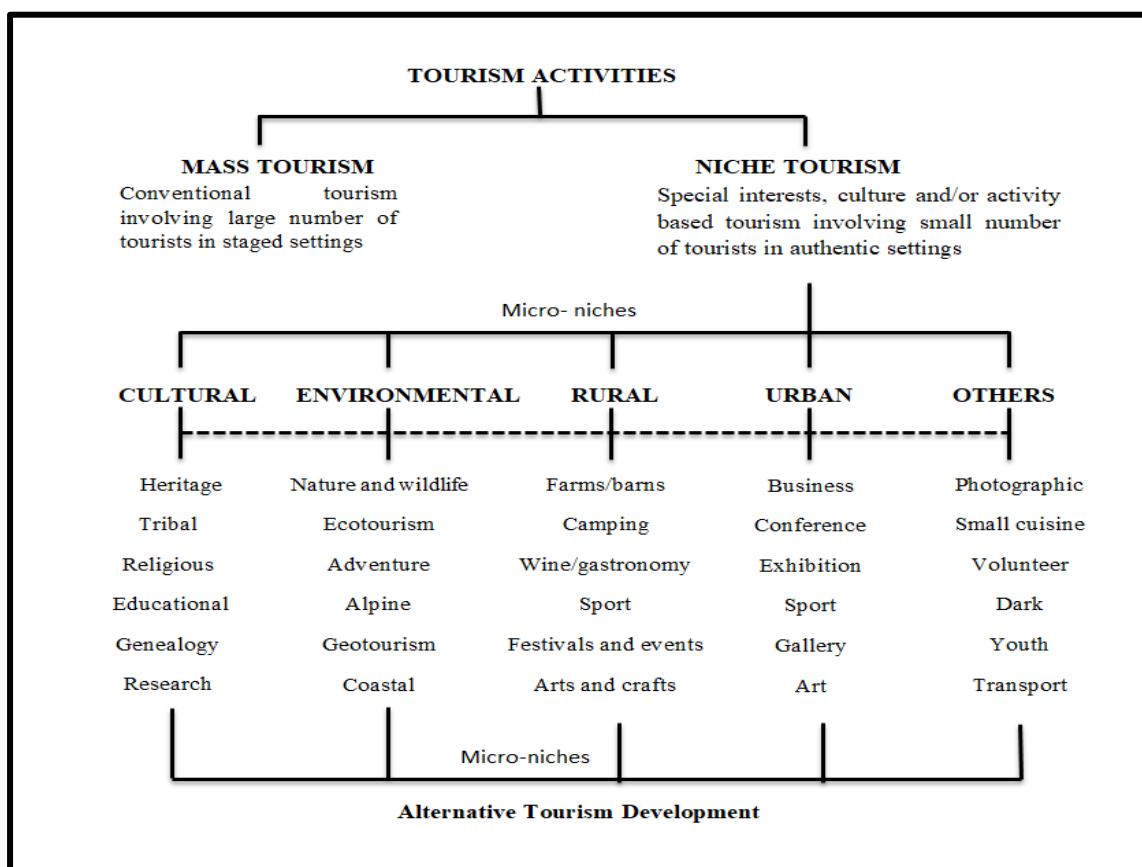 TOURISM ACTIVITIES
MASS TOURISM
Conventional tourism
involving large number of
tourists in staged settings
NICHE TOURISM
Special interests, culture and/or activity
based tourism involving small number
of tourists in authentic settings
Micro- niches
CULTURAL ENVIRONMENTAL RURAL URBAN OTHERS
Heritage Nature and wildlife Farms/barns Business Photographic
Tribal Ecotourism Camping Conference Small cuisine
Religious Adventure Wine/gastronomy Exhibition Volunteer
Educational Alpine Sport Sport Dark
Genealogy Geotourism Festivals and events Gallery Youth
Research Coastal Arts and crafts Art Transport
Micro-niches
Alternative Tourism Development